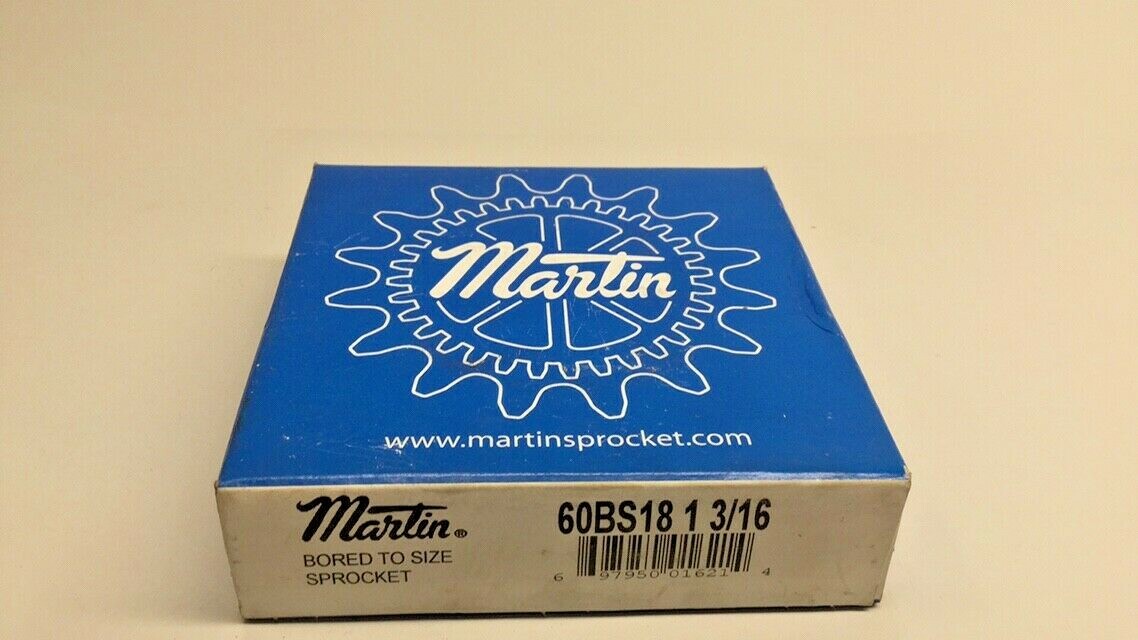 Martin
www.martinsprocket.com
Martin®
BORED TO SIZE
SPROCKET
60BS18 1 3/16
6 97950 01621 4